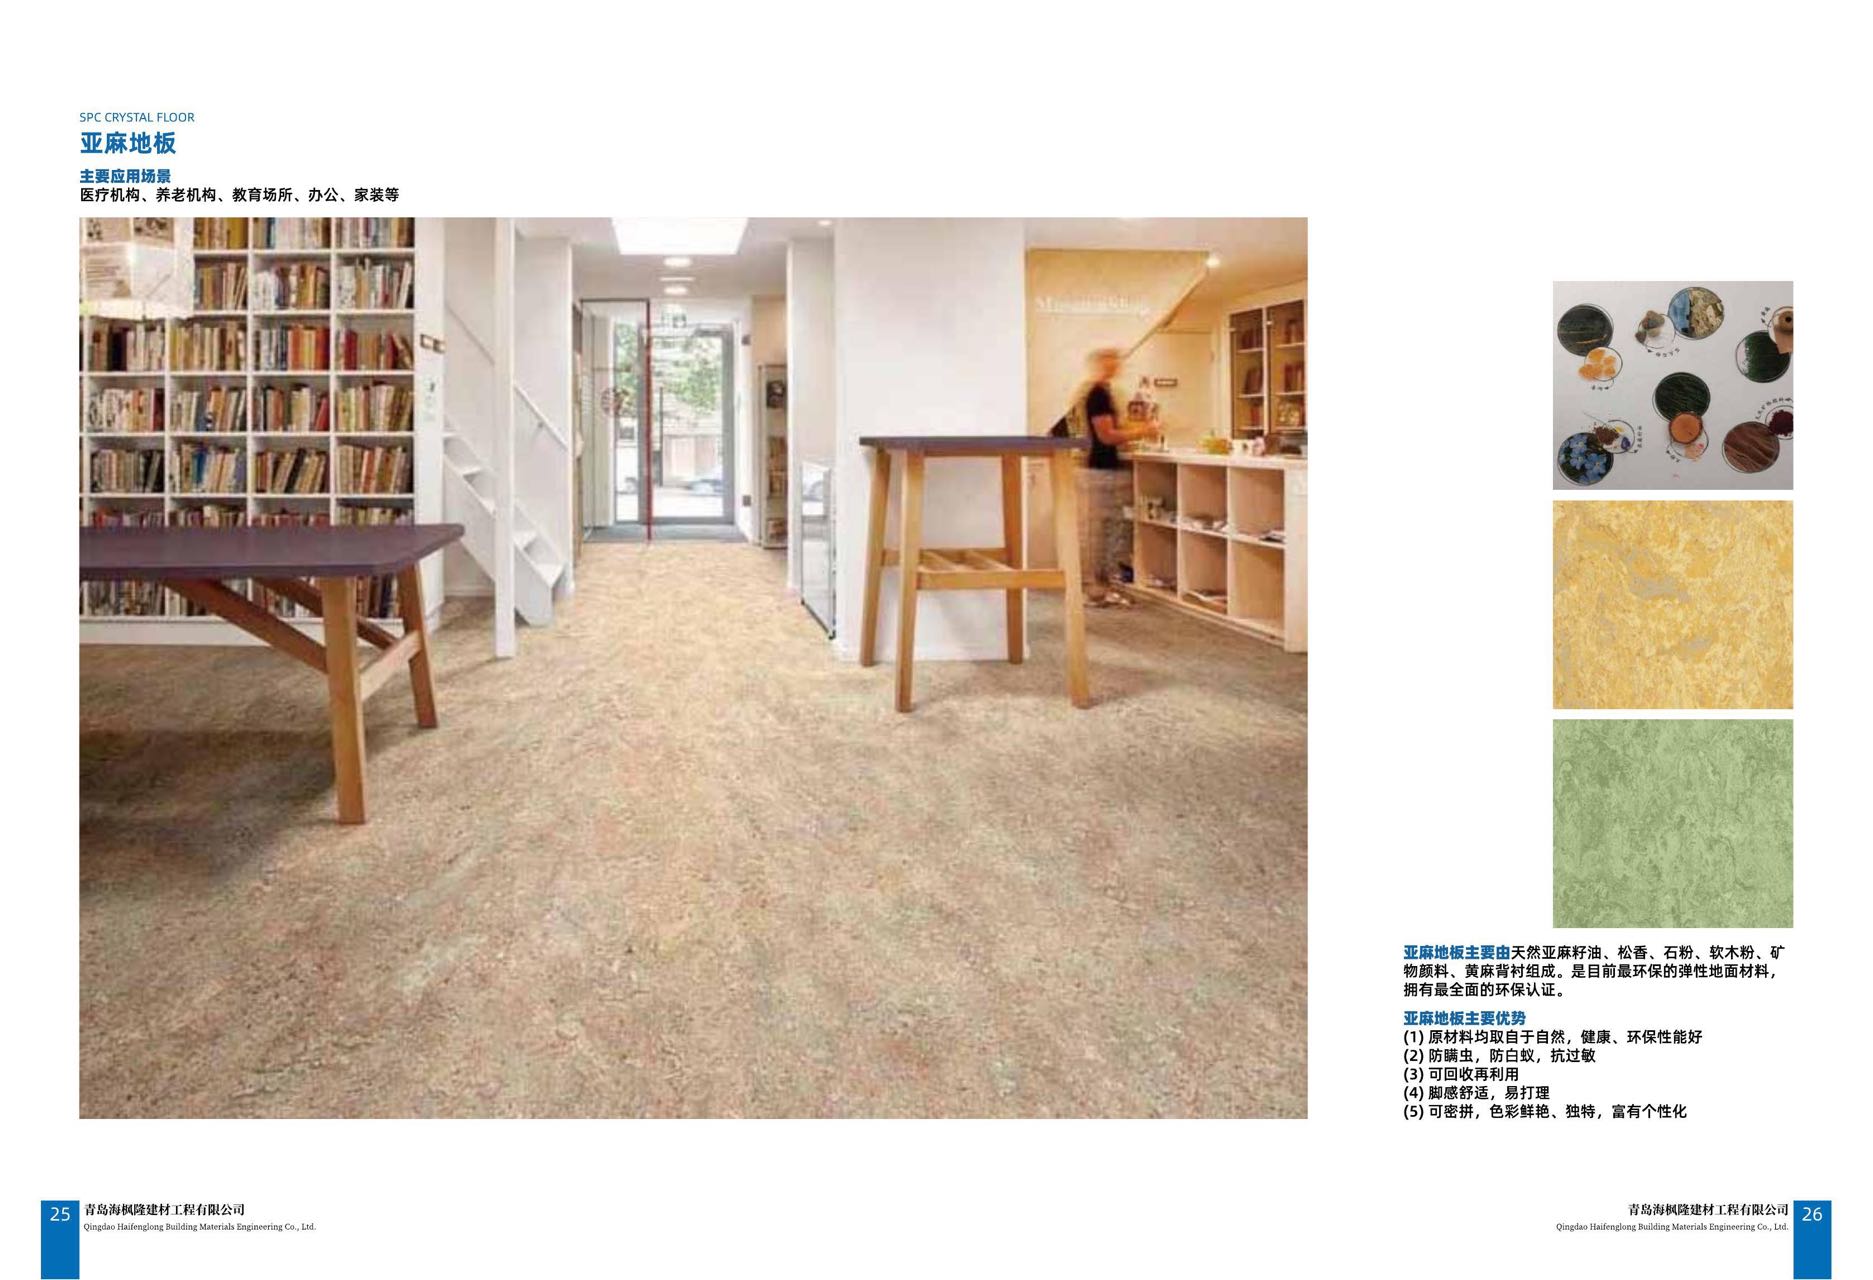 SPC CRYSTAL FLOOR
亚麻地板
主要应用场景
医疗机构、养老机构、教育场所、办公、家装等
亚麻地板主要由天然亚麻籽油、松香、石粉、软木粉、矿
物颜料、黄麻背衬组成。是目前最环保的弹性地面材料，
拥有最全面的环保认证。
亚麻地板主要优势
(1) 原材料均取自于自然，健康、环保性能好
(2) 防瞒虫，防白蚁，抗过敏
(3) 可回收再利用
(4) 脚感舒适，易打理
(5) 可密拼，色彩鲜艳、独特，富有个性化
25
青岛海枫隆建材工程有限公司
Qingdao Haifenglong Building Materials Engineering Co., Ltd.
青岛海枫隆建材工程有限公司
Qingdao Haifenglong Building Materials Engineering Co., Ltd.
26